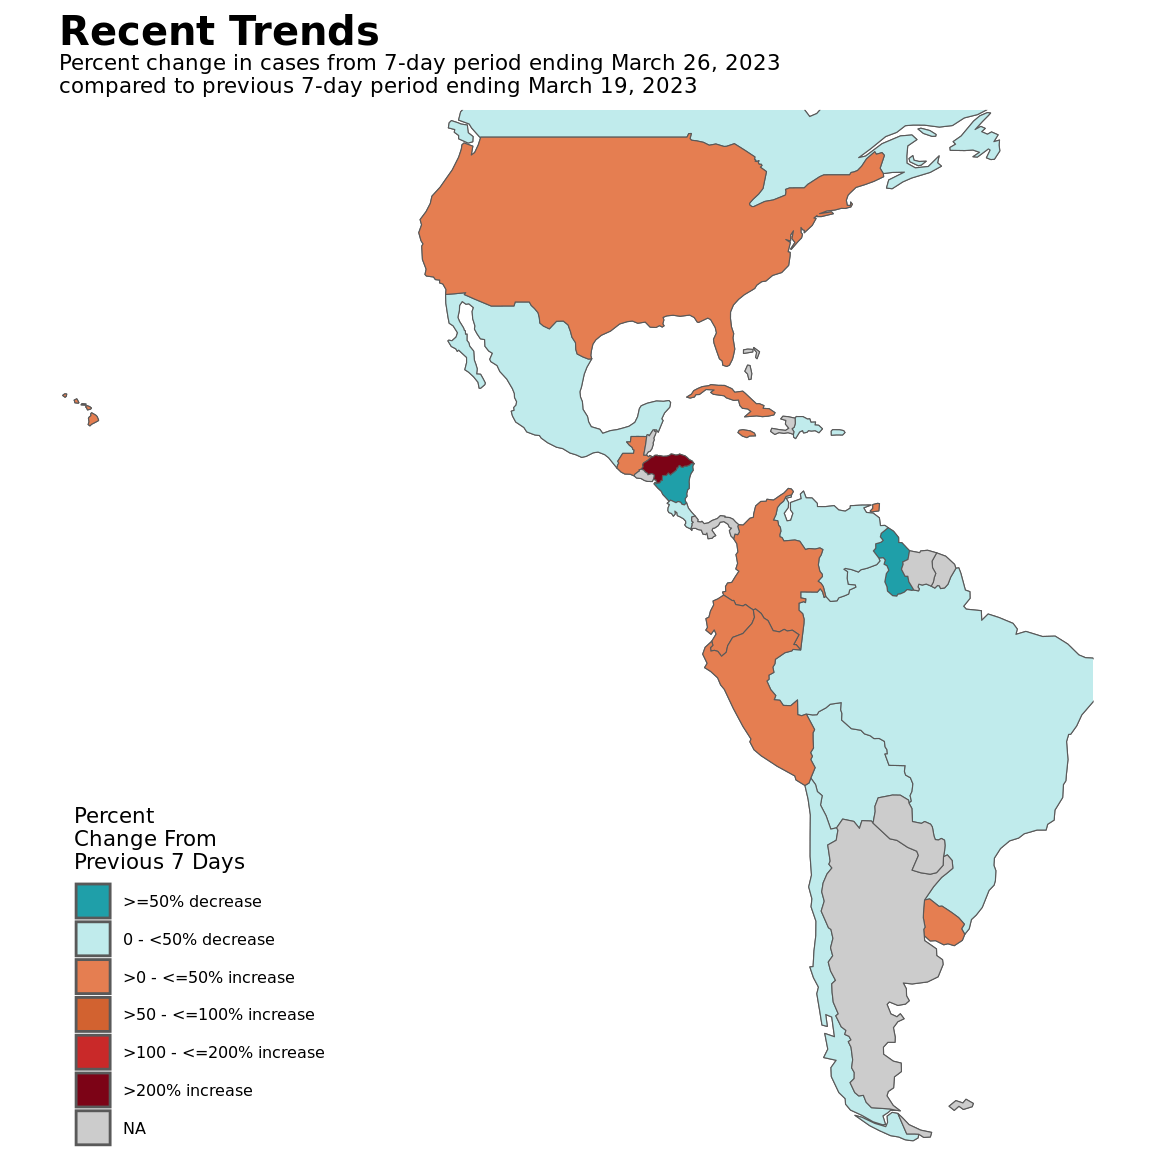 Recent Trends
Percent change in cases from 7-day period ending March 26, 2023
compared to previous 7-day period ending March 19, 2023
Percent
Change From
Previous 7 Days
>=50% decrease
0 - <50% decrease
>0 - <=50% increase
>50 - <=100% increase
>100 - <=200% increase
>200% increase
NA